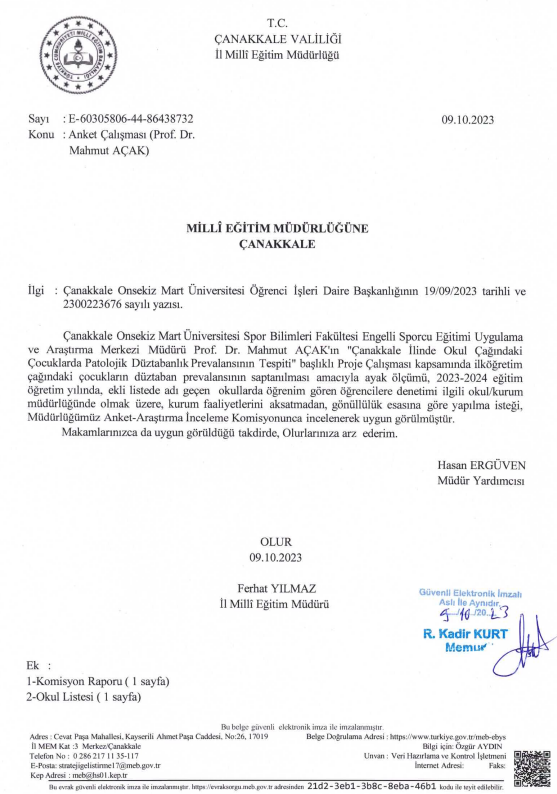 T.C.
ÇANAKKALE VALİLİĞİ
İl Millî Eğitim Müdürlüğü
Sayı : E-60305806-44-86438732
09.10.2023
Konu : Anket Çalışması (Prof. Dr.
Mahmut AÇAK)
MİLLÎ EĞİTİM MÜDÜRLÜĞÜNE
ÇANAKKALE
İlgi : Çanakkale Onsekiz Mart Üniversitesi Öğrenci İşleri Daire Başkanlığının 19/09/2023 tarihli ve
2300223676 sayılı yazısı.
Çanakkale Onsekiz Mart Üniversitesi Spor Bilimleri Fakültesi Engelli Sporcu Eğitimi Uygulama
ve Araştırma Merkezi Müdürü Prof. Dr. Mahmut AÇAK'ın "Çanakkale İlinde Okul Çağındaki
Çocuklarda Patolojik Düztabanlık Prevalansının Tespiti" başlıklı Proje Çalışması kapsamında ilköğretim
çağındaki çocukların düztaban prevalansının saptanılması amacıyla ayak ölçümü, 2023-2024 eğitim
öğretim yılında, ekli listede adı geçen okullarda öğrenim gören öğrencilere denetimi ilgili okul/kurum
müdürlüğünde olmak üzere, kurum faaliyetlerini aksatmadan, gönüllülük esasına göre yapılma isteği,
Müdürlüğümüz Anket-Araştırma İnceleme Komisyonunca incelenerek uygun görülmüştür.
Makamlarınızca da uygun görüldüğü takdirde, Olurlarınıza arz ederim.
Hasan ERGÜVEN
Müdür Yardımcısı
OLUR
09.10.2023
Ferhat YILMAZ
İl Millî Eğitim Müdürü
Güvenli Elektronik İmzalı
Aslı İle Aynıdır.
9/10/2023
R. Kadir KURT
Memur
Ek :
1-Komisyon Raporu ( 1 sayfa)
2-Okul Listesi ( 1 sayfa)
Bu belge güvenli elektronik imza ile imzalanmıştır.
Adres : Cevat Paşa Mahallesi, Kayserili Ahmet Paşa Caddesi, No:26, 17019
Belge Doğrulama Adresi : https://www.turkiye.gov.tr/meb-ebys
İl MEM Kat :3 Merkez/Çanakkale
Bilgi için: Özgür AYDIN
Telefon No : 0 286 217 11 35-117
Unvan : Veri Hazırlama ve Kontrol İşletmeni
E-Posta: stratejigelistirme17@meb.gov.tr
İnternet Adresi: Faks:
Kep Adresi : meb@hs01.kep.tr
Bu evrak güvenli elektronik imza ile imzalanmıştır. https://evraksorgu.meb.gov.tr adresinden 21d2-3eb1-3b8c-8eba-46b1 kodu ile teyit edilebilir.